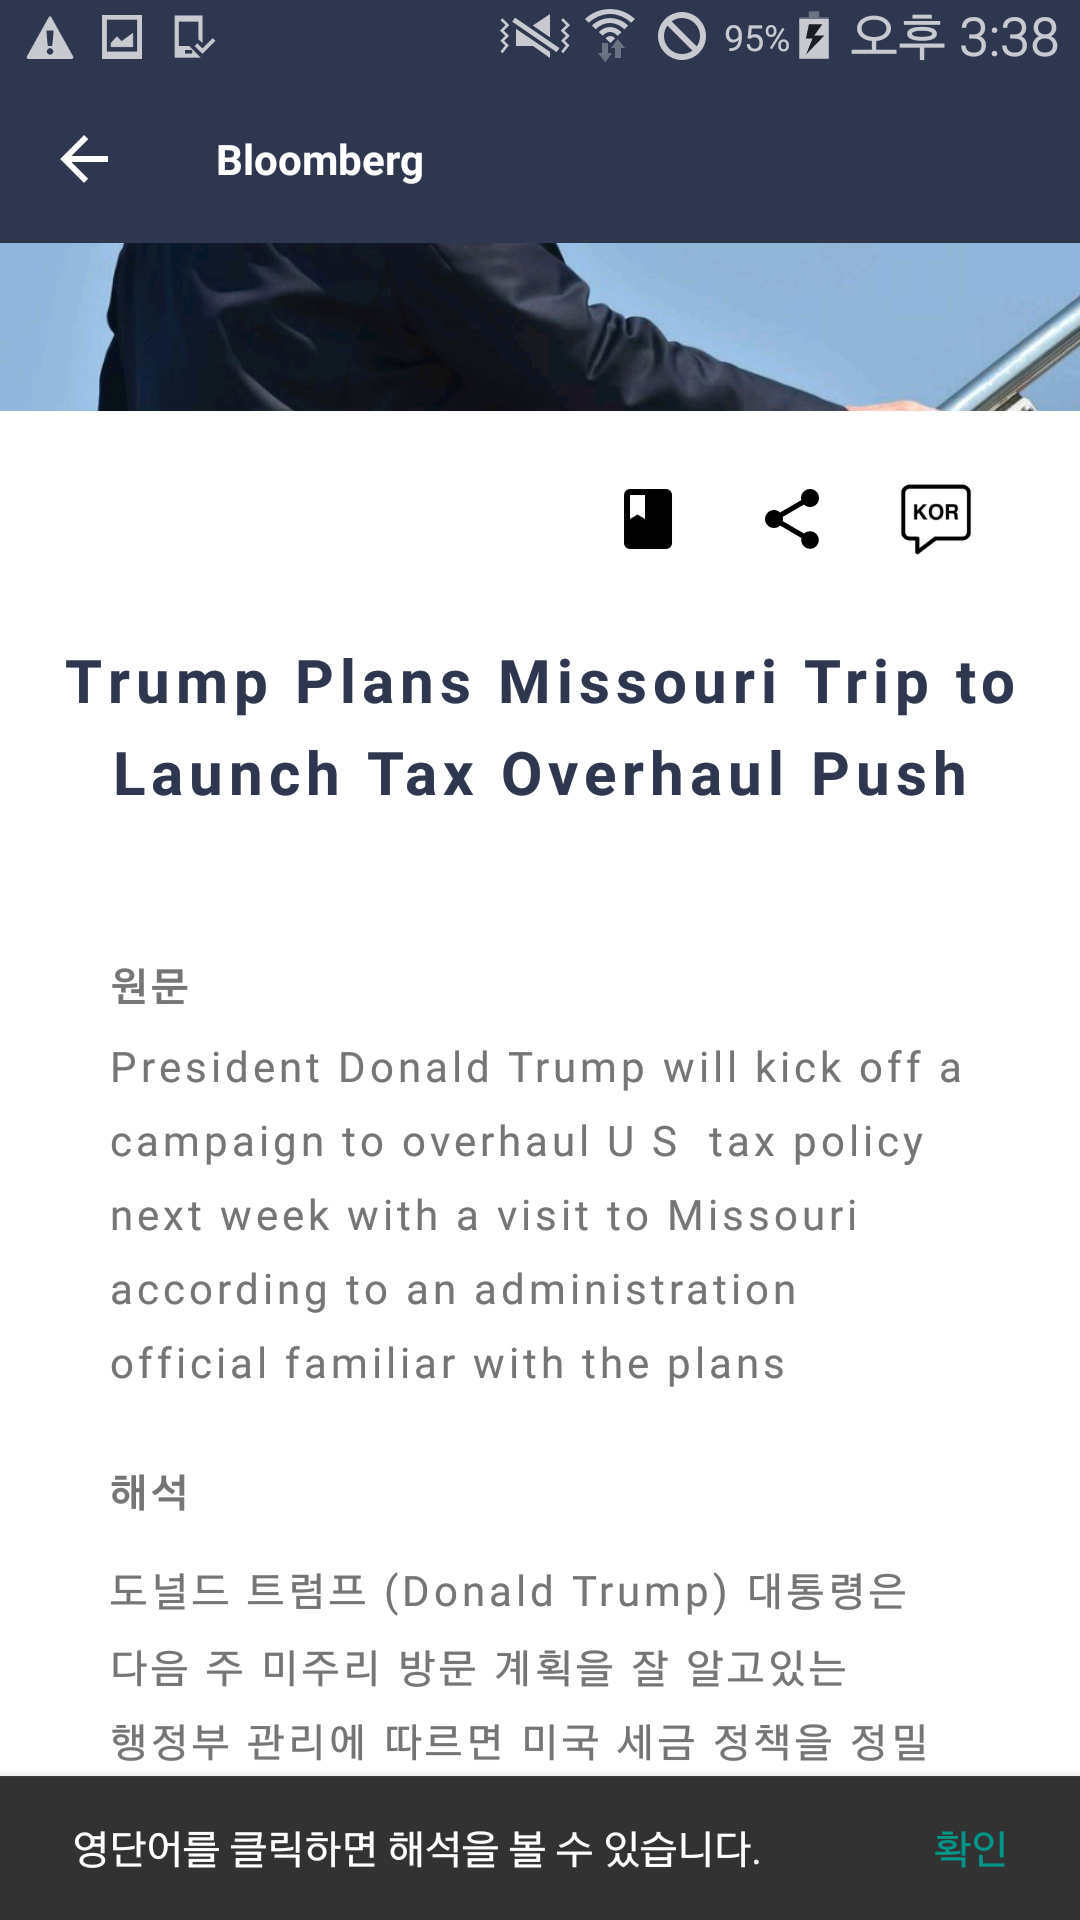 95% 오후 3:38
Bloomberg
KOR
Trump Plans Missouri Trip to
Launch Tax Overhaul Push
원문
President Donald Trump will kick off a
campaign to overhaul U S  tax policy
next week with a visit to Missouri
according to an administration
official familiar with the plans
해석
도널드 트럼프 (Donald Trump) 대통령은
다음 주 미주리 방문 계획을 잘 알고있는
행정부 관리에 따르면 미국 세금 정책을 정밀
영단어를 클릭하면 해석을 볼 수 있습니다. 확인